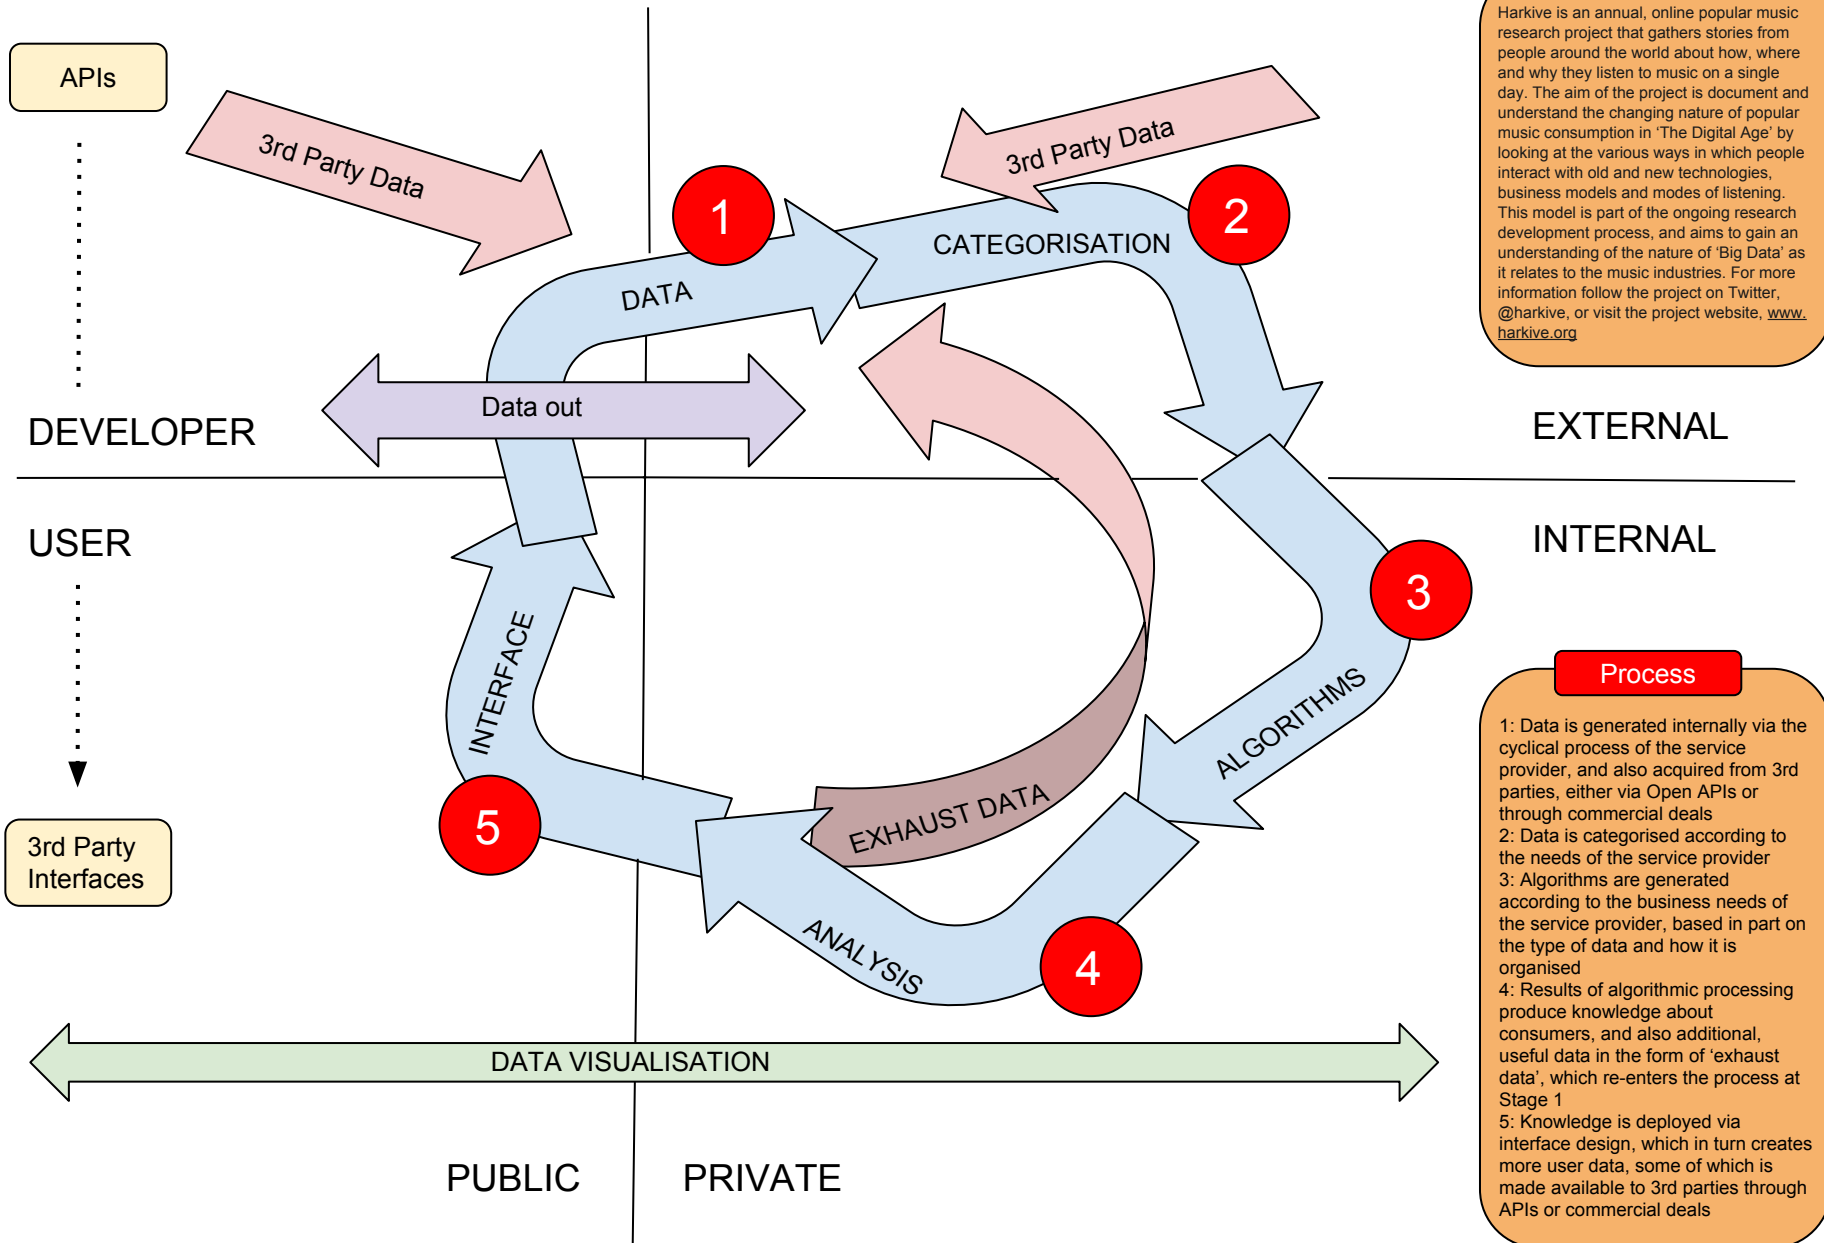 APIs
3rd Party Data
3rd Party Data
1
2
CATEGORISATION
DATA
Data out
DEVELOPER
EXTERNAL
USER
INTERNAL
3
INTERFACE
ALGORITHMS
EXHAUST DATA
5
3rd Party
Interfaces
ANALYSIS
4
DATA VISUALISATION
PUBLIC
PRIVATE
Harkive is an annual, online popular music
research project that gathers stories from
people around the world about how, where
and why they listen to music on a single
day. The aim of the project is document and
understand the changing nature of popular
music consumption in ‘The Digital Age’ by
looking at the various ways in which people
interact with old and new technologies,
business models and modes of listening.
This model is part of the ongoing research
development process, and aims to gain an
understanding of the nature of ‘Big Data’ as
it relates to the music industries. For more
information follow the project on Twitter,
@harkive, or visit the project website, www.
harkive.org
Process
1: Data is generated internally via the
cyclical process of the service
provider, and also acquired from 3rd
parties, either via Open APIs or
through commercial deals
2: Data is categorised according to
the needs of the service provider
3: Algorithms are generated
according to the business needs of
the service provider, based in part on
the type of data and how it is
organised
4: Results of algorithmic processing
produce knowledge about
consumers, and also additional,
useful data in the form of ‘exhaust
data’, which re-enters the process at
Stage 1
5: Knowledge is deployed via
interface design, which in turn creates
more user data, some of which is
made available to 3rd parties through
APIs or commercial deals